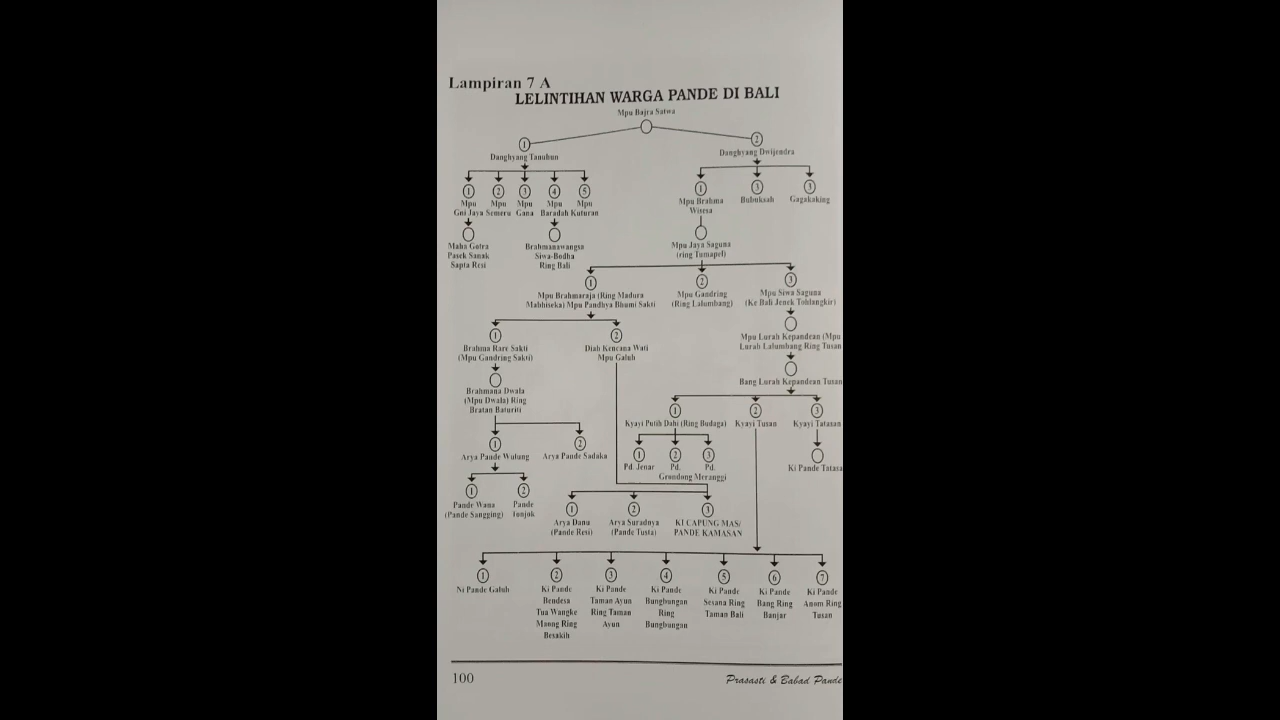 Lampiran 7 A
LELINTIHAN WARGA PANDE DI BALI
Mpu Bajra Satwa
1
2
Danghyang Tanuhun
Danghyang Dwijendra
1 2 3 4 5
Mpu Mpu Mpu Mpu Mpu
Gni Jaya Semeru Gana Baradah Kuturan
1 3 3
Mpu Brahma
Wisesa
Bubuksah
Gagakaking
Maha Gotra
Pasek Sanak
Sapta Resi
Brahmanawangsa
Siwa-Bodha
Ring Bali
Mpu Jaya Saguna
(ring Tumapel)
1 2 3
Mpu Brahmaraja (Ring Madura
Mabhiseka) Mpu Pandhya Bhumi Sakti
Mpu Gandring
(Ring Lalumbang)
Mpu Siwa Saguna
(Ke Bali Jenek Tohlangkir)
1 2
Brahma Rare Sakti
(Mpu Gandring Sakti)
Diah Kencana Wati
Mpu Galuh
Mpu Lurah Kepandean (Mpu
Lurah Lalumbang Ring Tusan
Brahmana Dwala
(Mpu Dwala) Ring
Bratan Baturiti
Bang Lurah Kepandean Tusan
1 2 3
Kyayi Putih Dahi (Ring Budaga)
Kyayi Tusan
Kyayi Tatasan
1 2
Arya Pande Wulung
Arya Pande Sadaka
1 2 3
Pd. Jenar
Pd. Pd.
Grondong Meranggi
Ki Pande Tatasa
1 2
Pande Wana
(Pande Sangging)
Pande
Tonjok
1 2 3
Arya Danu
(Pande Resi)
Arya Suradnya
(Pande Tusta)
KI CAPUNG MAS/
PANDE KAMASAN
1 2 3 4 5 6 7
Ni Pande Galuh
Ki Pande
Bendesa
Tua Wangke
Maong Ring
Besakih
Ki Pande
Taman Ayun
Ring Taman
Ayun
Ki Pande
Bungbungan
Ring
Bungbungan
Ki Pande
Sesana Ring
Taman Bali
Ki Pande
Bang Ring
Banjar
Ki Pande
Anom Ring
Tusan
100
Prasasti & Babad Pande